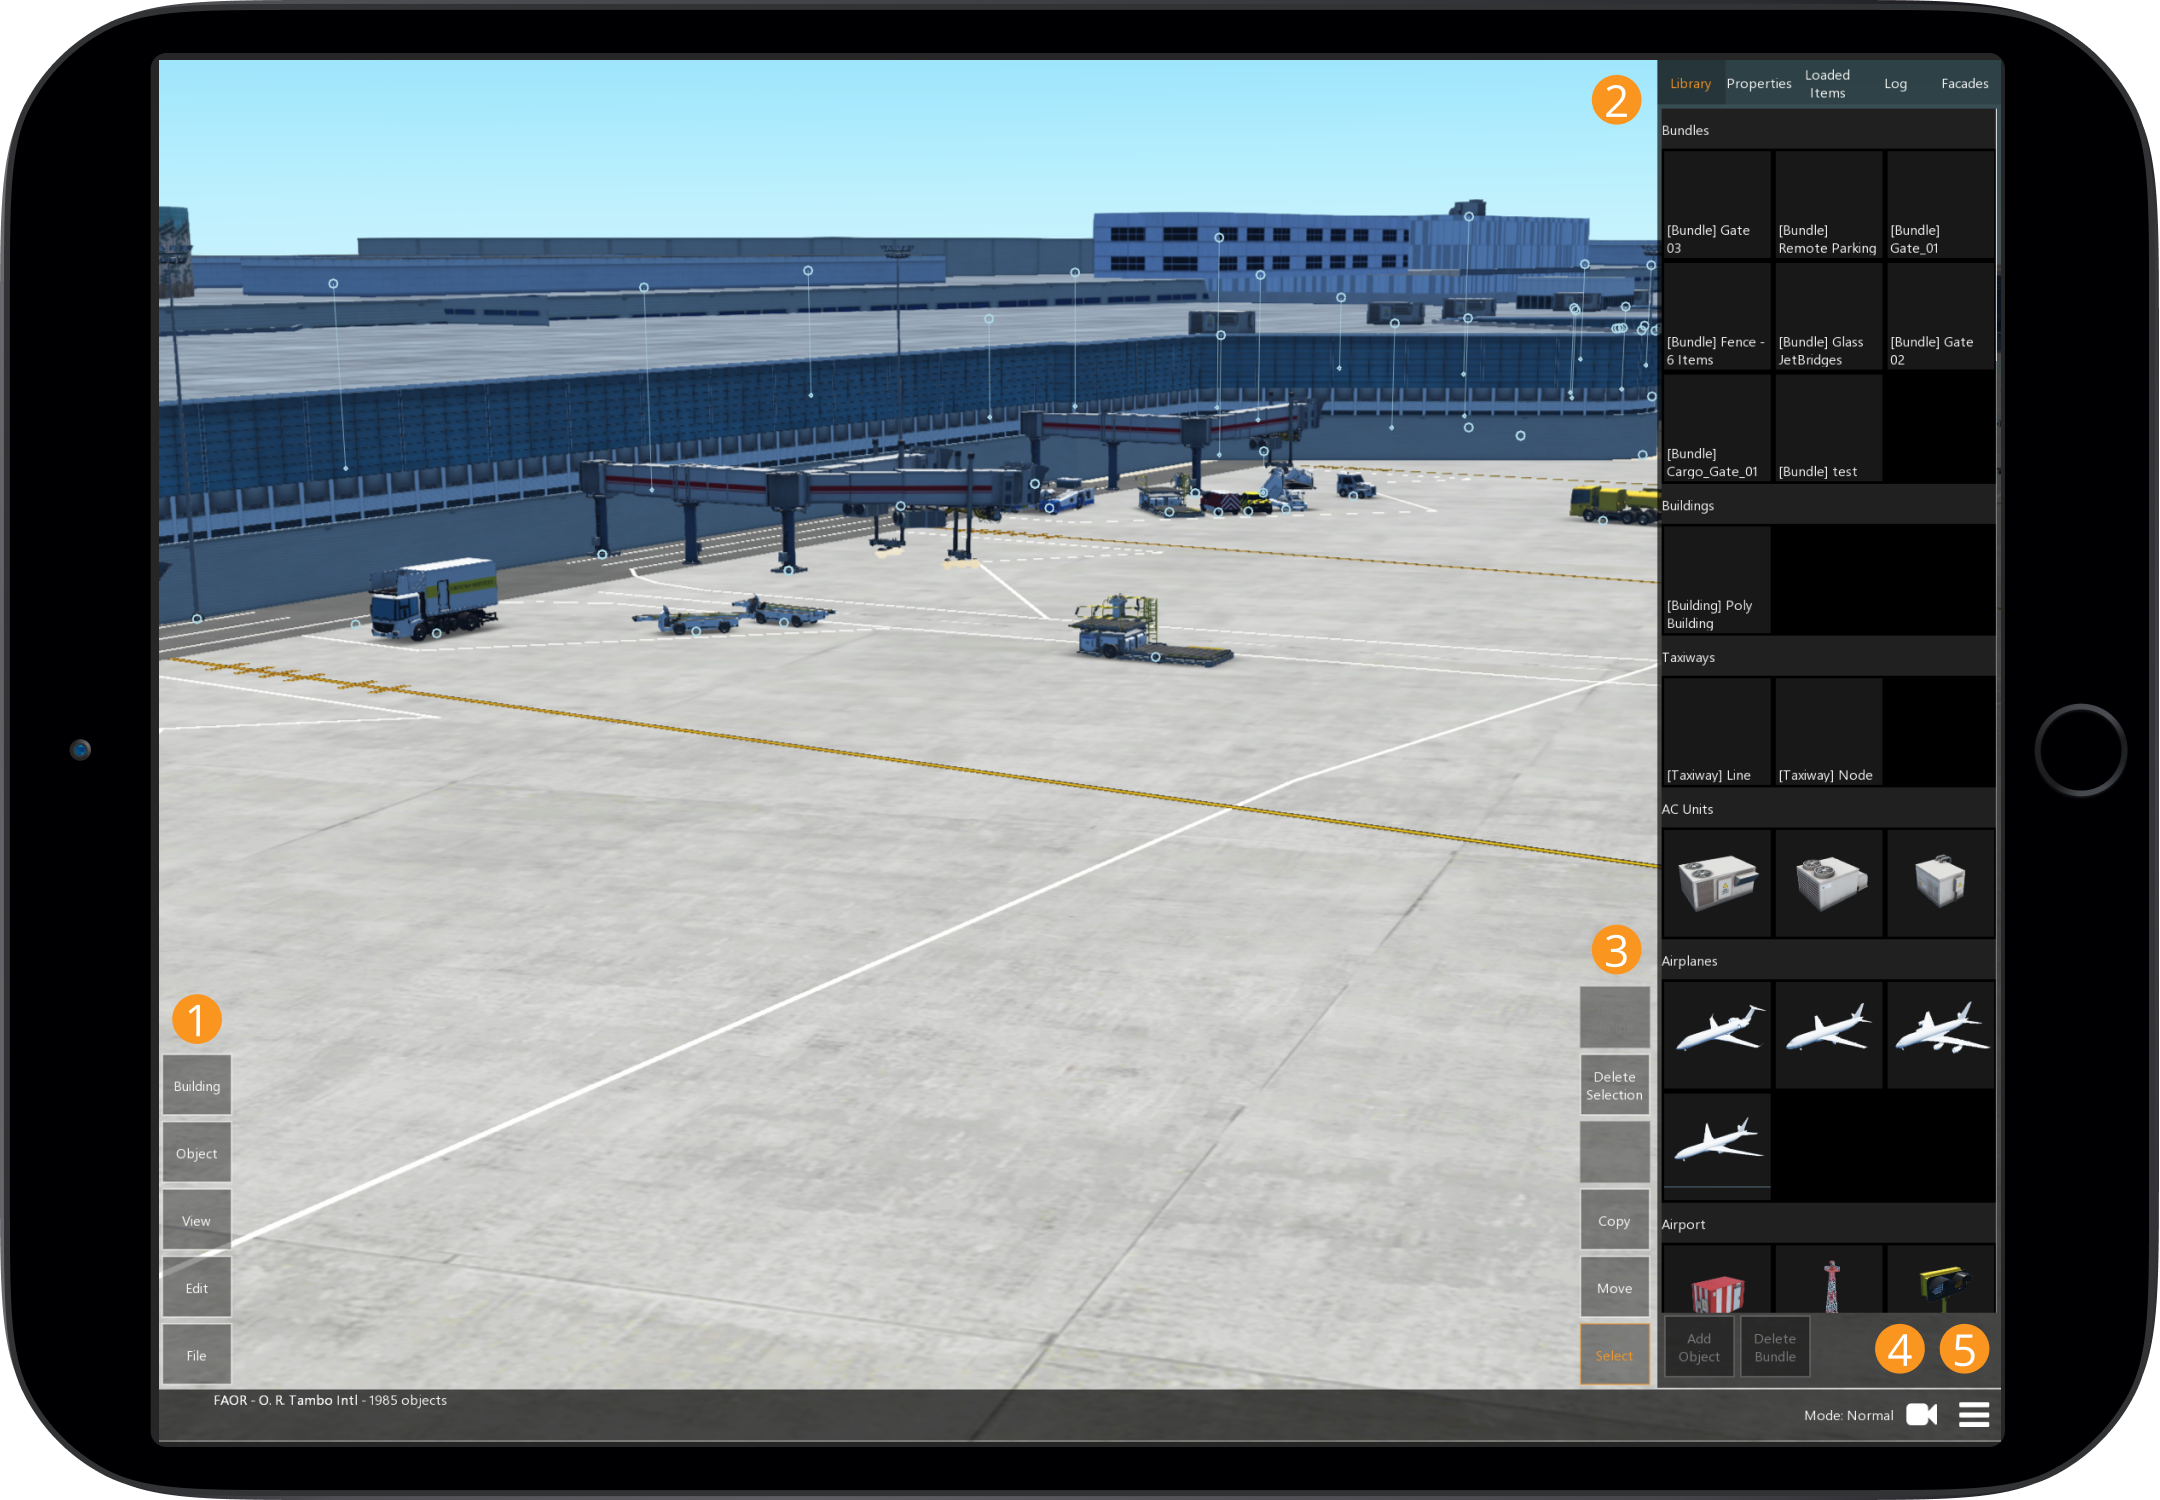 2
Library
Properties
Loaded
Items
Log
Facades
Bundles
[Bundle] Gate
03
[Bundle]
Remote Parking
[Bundle]
Gate_01
[Bundle] Fence -
6 Items
[Bundle] Glass
JetBridges
[Bundle] Gate
02
[Bundle]
Cargo_Gate_01
[Bundle] test
Buildings
[Building] Poly
Building
Taxiways
[Taxiway] Line
[Taxiway] Node
AC Units
Airplanes
Airport
Add
Object
Delete
Bundle
4
5
1
Building
Object
View
Edit
File
3
Delete
Selection
Copy
Move
Select
FAOR - O. R. Tambo Intl - 1985 objects
Mode: Normal